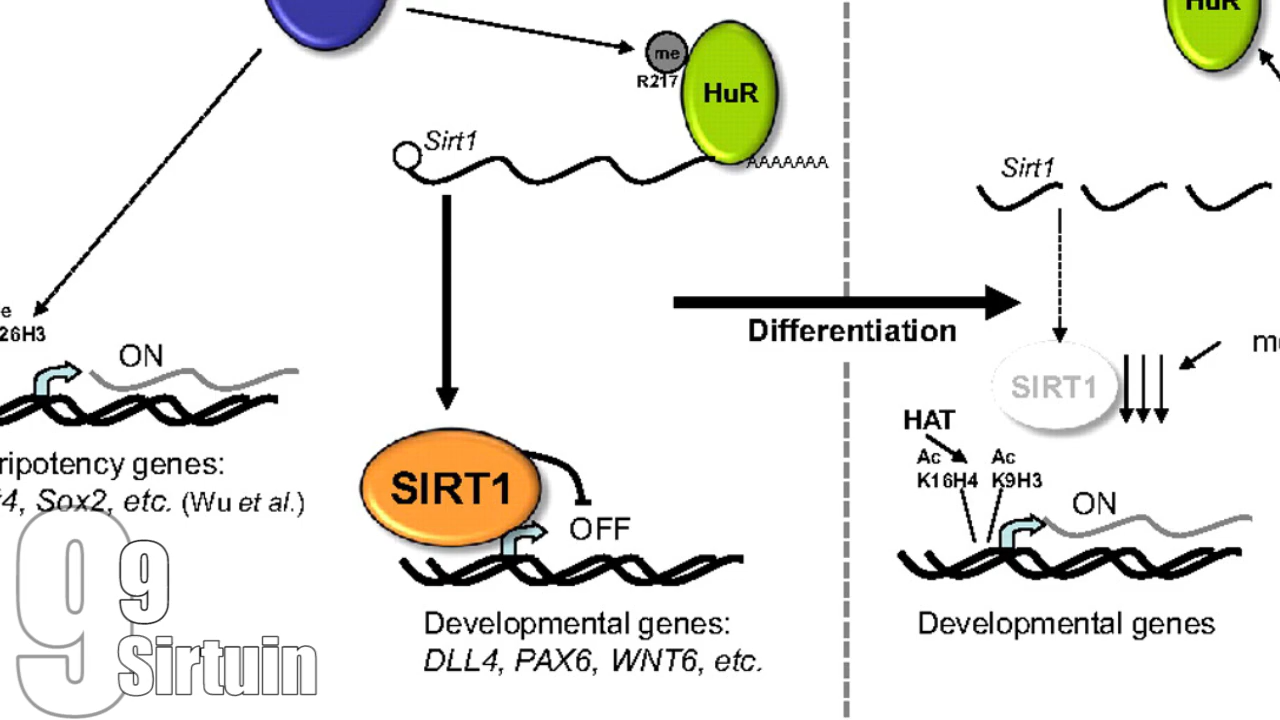 HuR
me
R217
HuR
Sirt1
AAAAAAA
Sirt1
e
26H3
ON
Differentiation
SIRT1
HAT
Ac Ac
K16H4 K9H3
ripotency genes:
4, Sox2, etc. (Wu et al.)
SIRT1
OFF
ON
Developmental genes:
DLL4, PAX6, WNT6, etc.
Developmental genes
9
9
Sirtuin